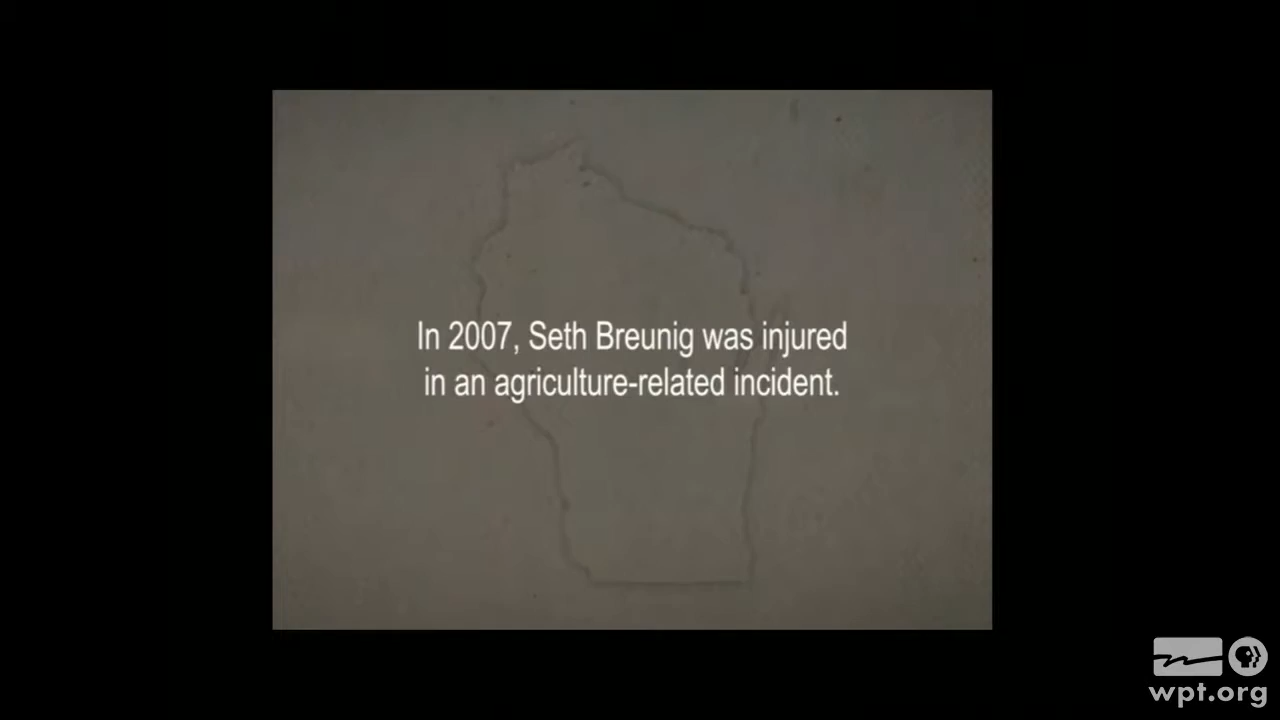 In 2007, Seth Breunig was injured
in an agriculture-related incident.
wpt.org